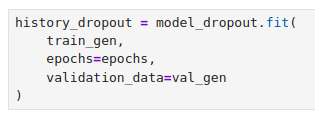 history_dropout = model_dropout.fit(
    train_gen,
    epochs=epochs,
    validation_data=val_gen
)